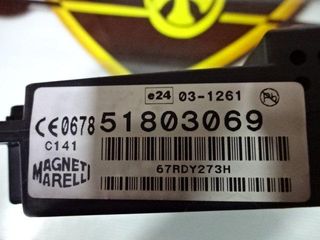 e24 03-1261
CE0678 51803069
C141
MAGNETI
MARELLI
67RDY273H